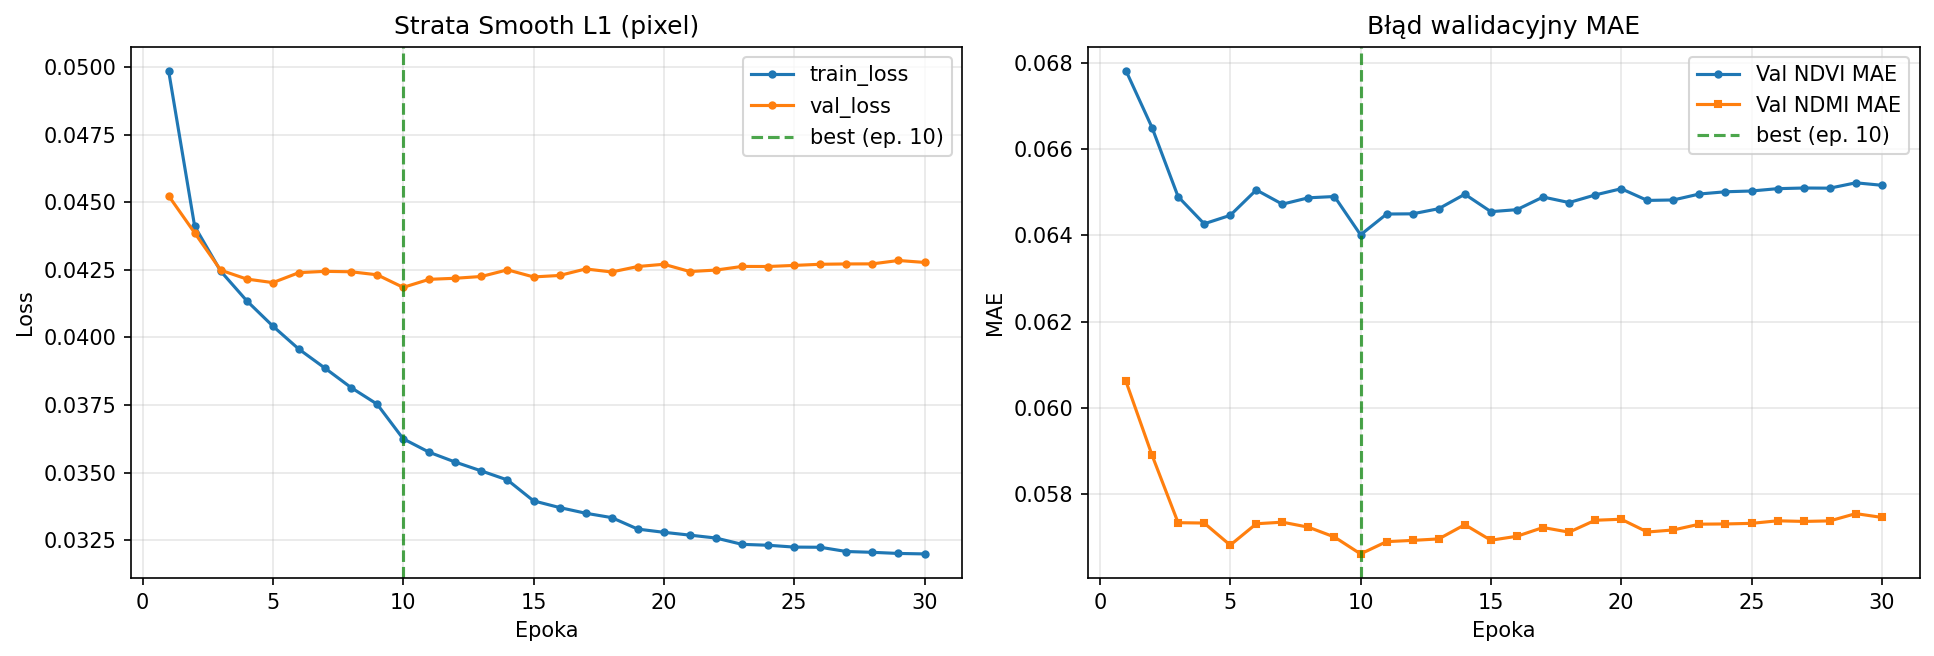 Strata Smooth L1 (pixel)
train_loss
val_loss
best (ep. 10)
0.0500
0.0475
0.0450
0.0425
0.0400
0.0375
0.0350
0.0325
Loss
0 5 10 15 20 25 30
Epoka
Błąd walidacyjny MAE
Val NDVI MAE
Val NDMI MAE
best (ep. 10)
0.068
0.066
0.064
0.062
0.060
0.058
MAE
0 5 10 15 20 25 30
Epoka